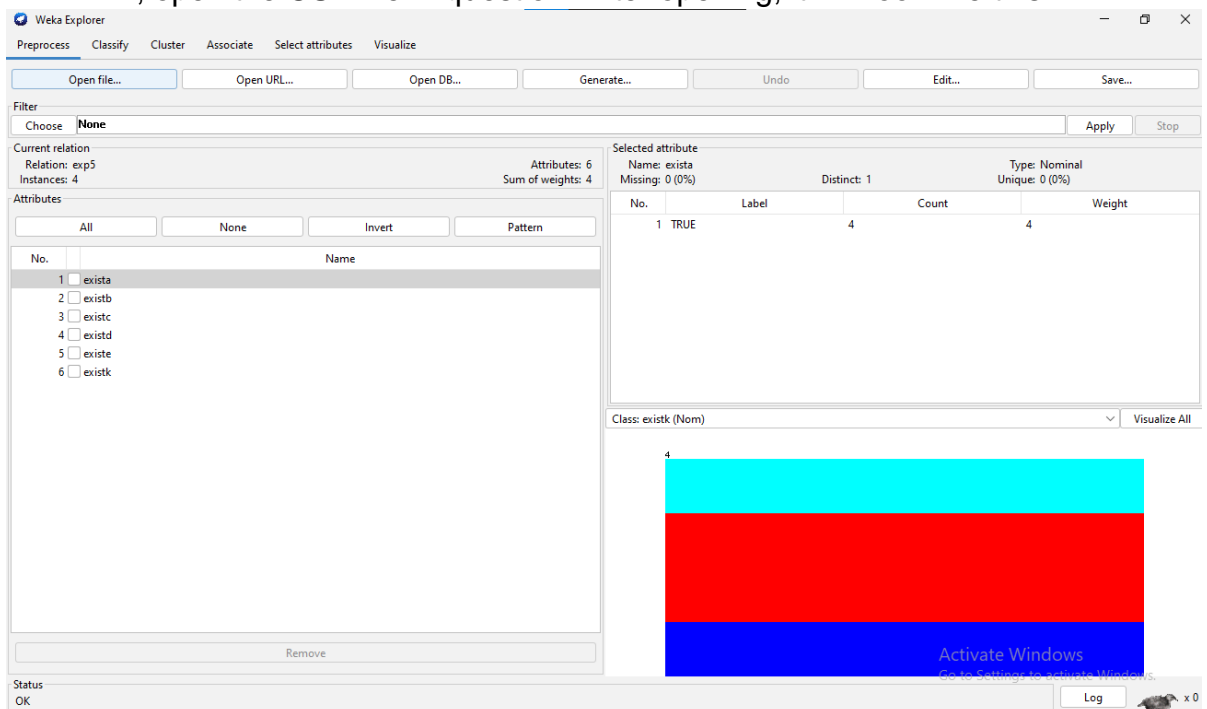 Weka Explorer
Preprocess Classify Cluster Associate Select attributes Visualize
Open file... Open URL... Open DB... Generate... Undo Edit... Save...
Filter
Choose None Apply Stop
Current relation
Relation: exp5 Attributes: 6
Instances: 4 Sum of weights: 4
Selected attribute
Name: exista Type: Nominal
Missing: 0 (0%) Distinct: 1 Unique: 0 (0%)
Attributes
All None Invert Pattern
No. Name
1 exista
2 existb
3 existc
4 existd
5 existe
6 existk
Remove
No. Label Count Weight
1 TRUE 4 4
Class: existk (Nom) Visualize All
4
Activate Windows
Go to Settings to activate Windows.
Status
OK Log x 0